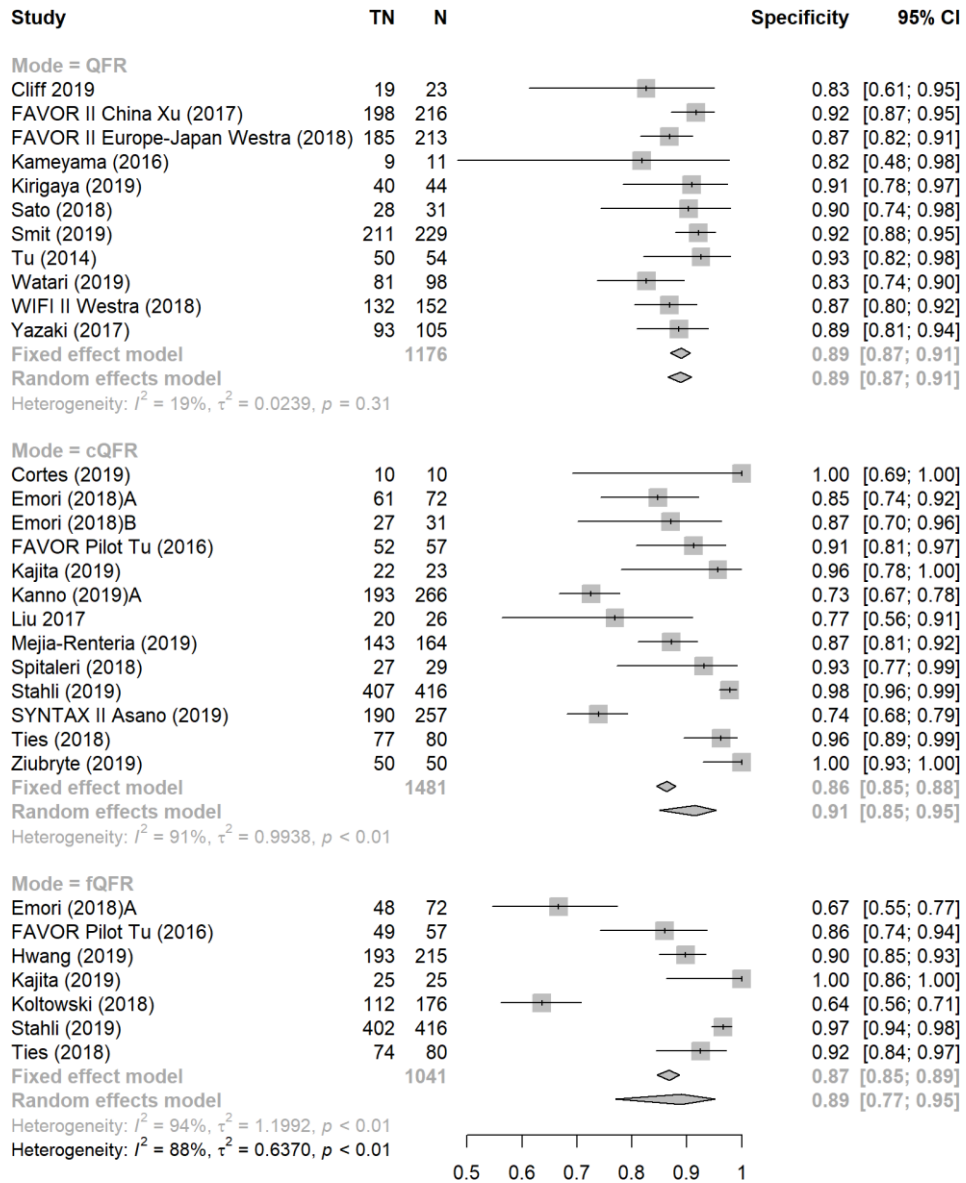 Study TN N Specificity 95% CI
Mode = QFR
Cliff 2019 19 23 0.83 [0.61; 0.95]
FAVOR II China Xu (2017) 198 216 0.92 [0.87; 0.95]
FAVOR II Europe-Japan Westra (2018) 185 213 0.87 [0.82; 0.91]
Kameyama (2016) 9 11 0.82 [0.48; 0.98]
Kirigaya (2019) 40 44 0.91 [0.78; 0.97]
Sato (2018) 28 31 0.90 [0.74; 0.98]
Smit (2019) 211 229 0.92 [0.88; 0.95]
Tu (2014) 50 54 0.93 [0.82; 0.98]
Watari (2019) 81 98 0.83 [0.74; 0.90]
WIFI II Westra (2018) 132 152 0.87 [0.80; 0.92]
Yazaki (2017) 93 105 0.89 [0.81; 0.94]
Fixed effect model 1176 0.89 [0.87; 0.91]
Random effects model 0.89 [0.87; 0.91]
Heterogeneity: I² = 19%, τ² = 0.0239, p = 0.31
Mode = cQFR
Cortes (2019) 10 10 1.00 [0.69; 1.00]
Emori (2018)A 61 72 0.85 [0.74; 0.92]
Emori (2018)B 27 31 0.87 [0.70; 0.96]
FAVOR Pilot Tu (2016) 52 57 0.91 [0.81; 0.97]
Kajita (2019) 22 23 0.96 [0.78; 1.00]
Kanno (2019)A 193 266 0.73 [0.67; 0.78]
Liu 2017 20 26 0.77 [0.56; 0.91]
Mejia-Renteria (2019) 143 164 0.87 [0.81; 0.92]
Spitaleri (2018) 27 29 0.93 [0.77; 0.99]
Stahli (2019) 407 416 0.98 [0.96; 0.99]
SYNTAX II Asano (2019) 190 257 0.74 [0.68; 0.79]
Ties (2018) 77 80 0.96 [0.89; 0.99]
Ziubryte (2019) 50 50 1.00 [0.93; 1.00]
Fixed effect model 1481 0.86 [0.85; 0.88]
Random effects model 0.91 [0.85; 0.95]
Heterogeneity: I² = 91%, τ² = 0.9938, p < 0.01
Mode = fQFR
Emori (2018)A 48 72 0.67 [0.55; 0.77]
FAVOR Pilot Tu (2016) 49 57 0.86 [0.74; 0.94]
Hwang (2019) 193 215 0.90 [0.85; 0.93]
Kajita (2019) 25 25 1.00 [0.86; 1.00]
Koltowski (2018) 112 176 0.64 [0.56; 0.71]
Stahli (2019) 402 416 0.97 [0.94; 0.98]
Ties (2018) 74 80 0.92 [0.84; 0.97]
Fixed effect model 1041 0.87 [0.85; 0.89]
Random effects model 0.89 [0.77; 0.95]
Heterogeneity: I² = 94%, τ² = 1.1992, p < 0.01
Heterogeneity: I² = 88%, τ² = 0.6370, p < 0.01
0.5 0.6 0.7 0.8 0.9 1